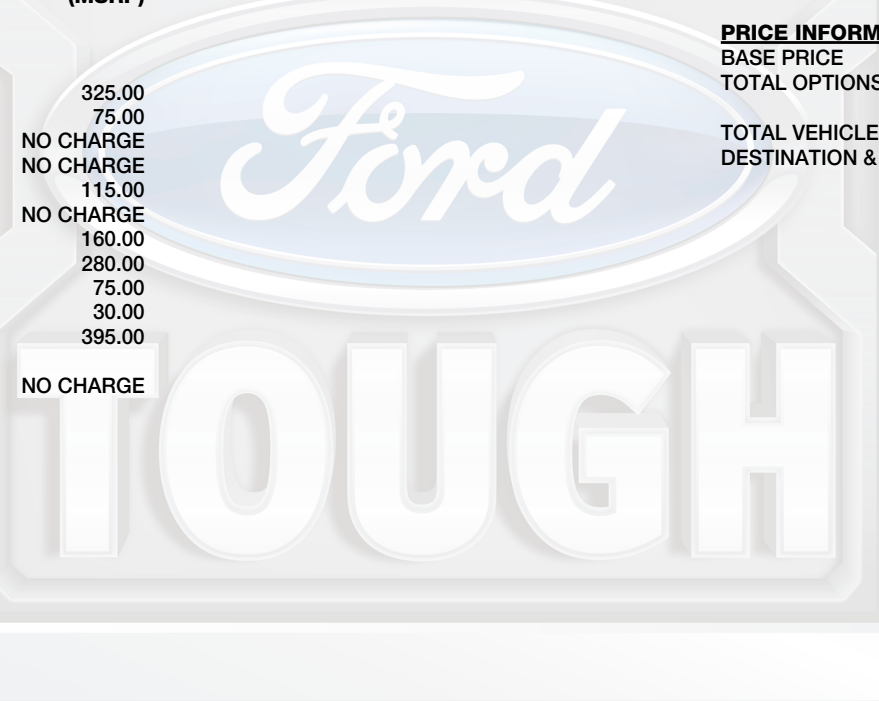 (MSRP)
325.00
75.00
NO CHARGE
NO CHARGE
115.00
NO CHARGE
160.00
280.00
75.00
30.00
395.00
NO CHARGE
PRICE INFORM
BASE PRICE
TOTAL OPTIONS
TOTAL VEHICLE
DESTINATION &
Ford
TOUGH